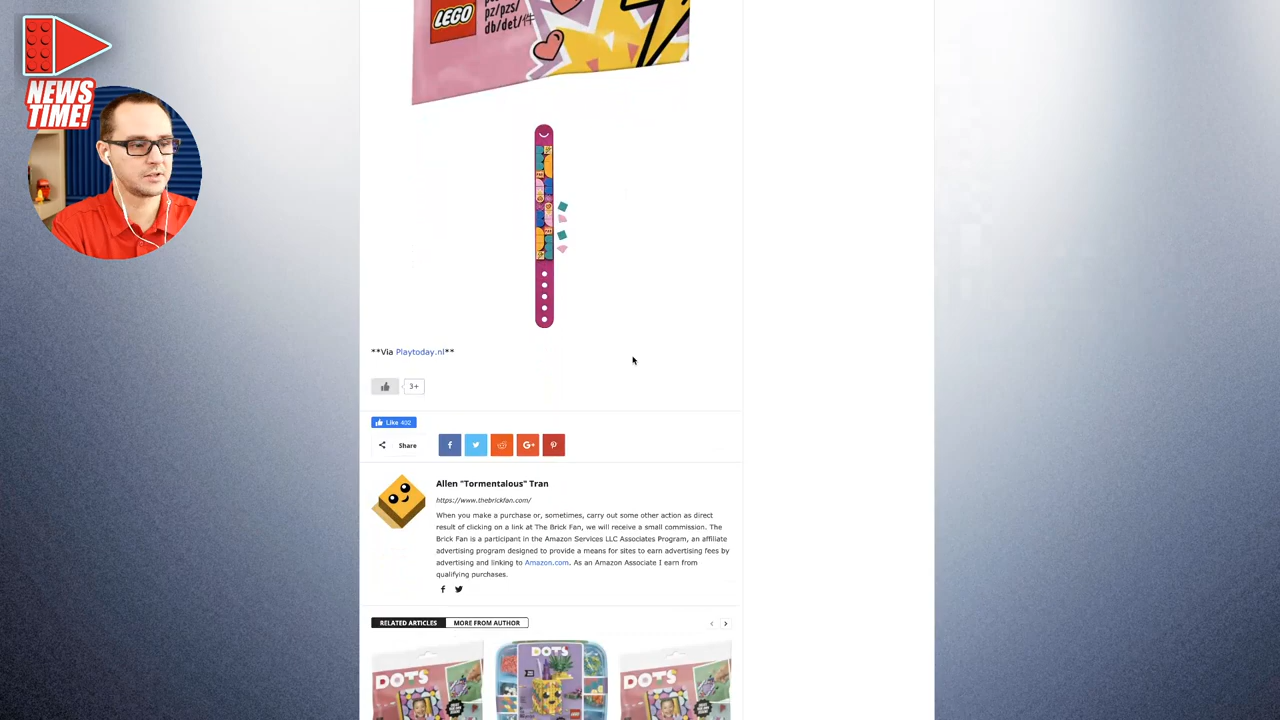 NEWS
TIME!
LEGO
pz/pzs/
db/det/件
**Via Playtoday.nl**
3+
Like 402
Share
Allen "Tormentalous" Tran
https://www.thebrickfan.com/
When you make a purchase or, sometimes, carry out some other action as direct
result of clicking on a link at The Brick Fan, we will receive a small commission. The
Brick Fan is a participant in the Amazon Services LLC Associates Program, an affiliate
advertising program designed to provide a means for sites to earn advertising fees by
advertising and linking to Amazon.com. As an Amazon Associate I earn from
qualifying purchases.
RELATED ARTICLES MORE FROM AUTHOR
DOTS DOTS DOTS